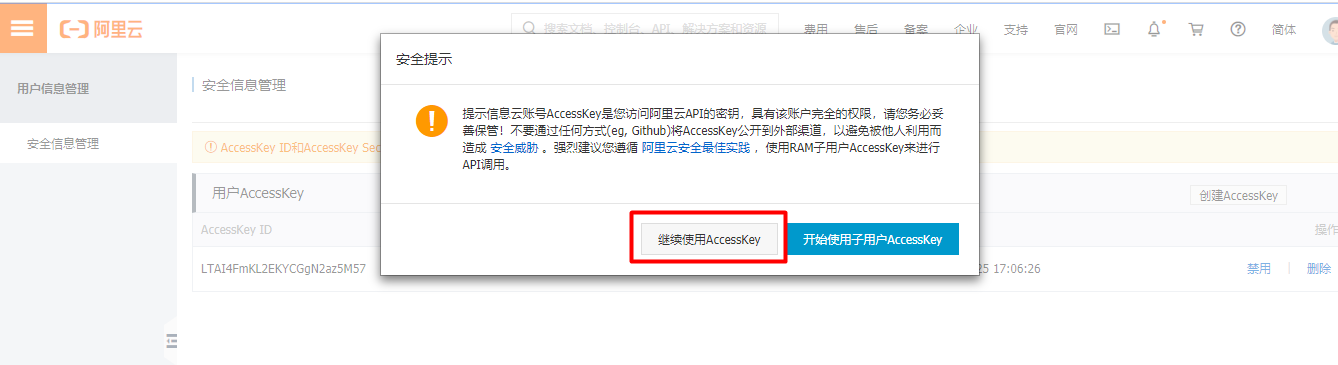 阿里云
搜索文档、控制台、API、解决方案和资源
费用 售后 备案 企业 支持 官网 简体
用户信息管理
安全信息管理
安全信息管理
安全提示
提示信息云账号AccessKey是您访问阿里云API的密钥，具有该账户完全的权限，请您务必妥
善保管！不要通过任何方式(eg, Github)将AccessKey公开到外部渠道，以避免被他人利用而
造成 安全威胁 。强烈建议您遵循 阿里云安全最佳实践 ，使用RAM子用户AccessKey来进行
API调用。
继续使用AccessKey 开始使用子用户AccessKey
AccessKey ID和AccessKey Sec
用户AccessKey 创建AccessKey
AccessKey ID 操作
LTAI4FmKL2EKYCGgN2az5M57 25 17:06:26 禁用 删除